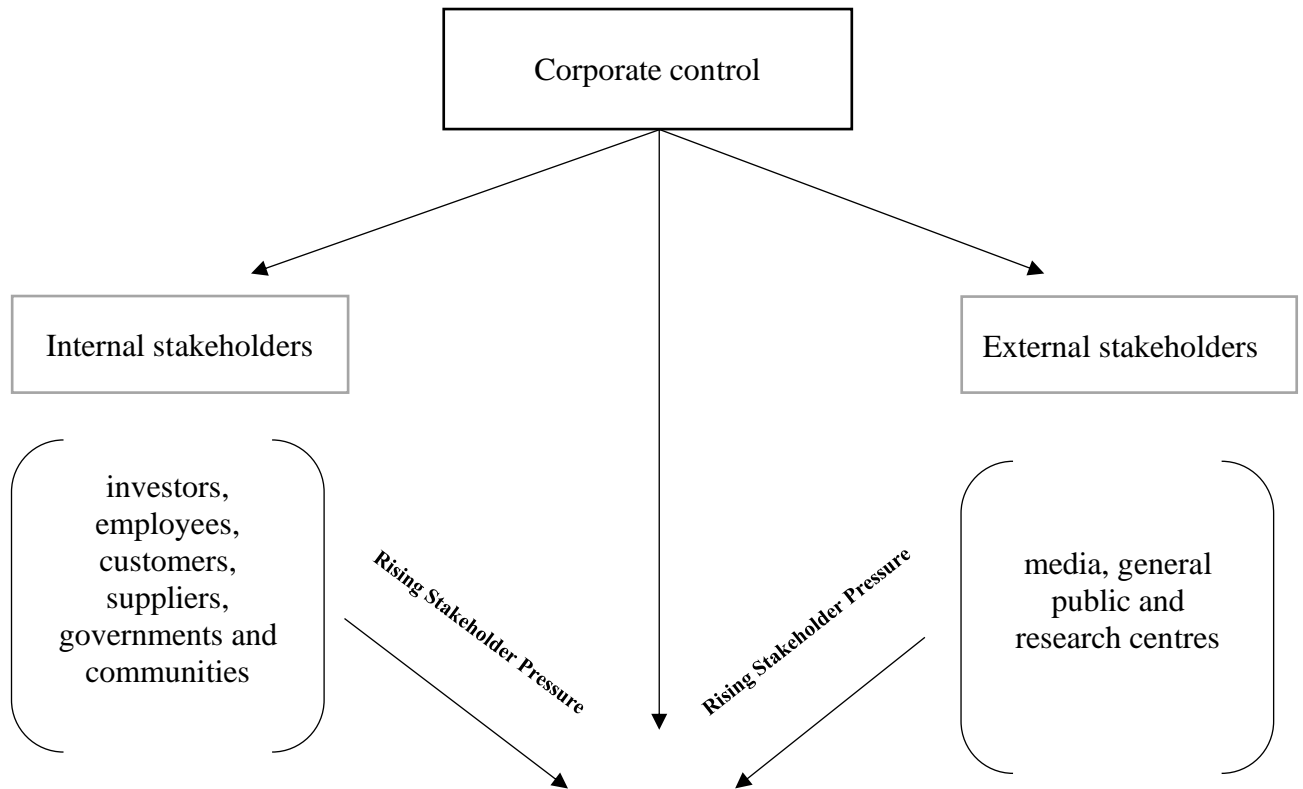 Corporate control
Internal stakeholders
External stakeholders
investors,
employees,
customers,
suppliers,
governments and
communities
Rising Stakeholder Pressure
Rising Stakeholder Pressure
media, general
public and
research centres